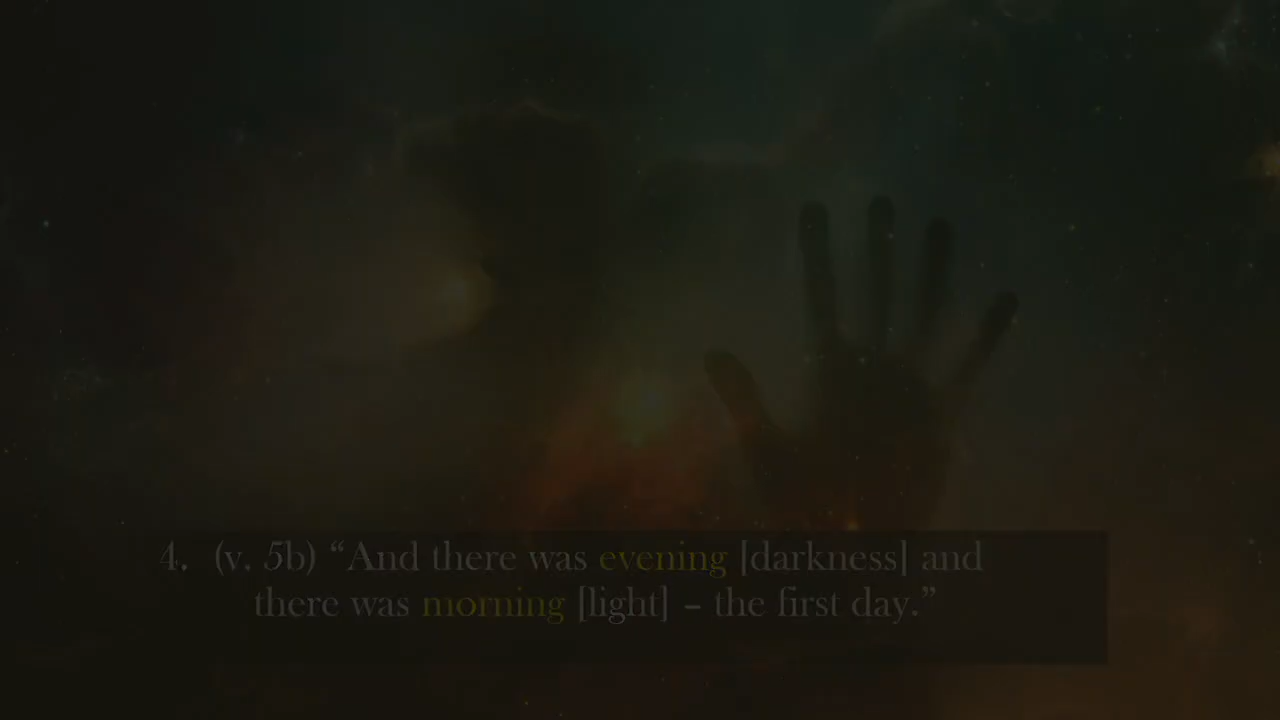 4. (v. 5b) “And there was evening [darkness] and
there was morning [light] – the first day.”